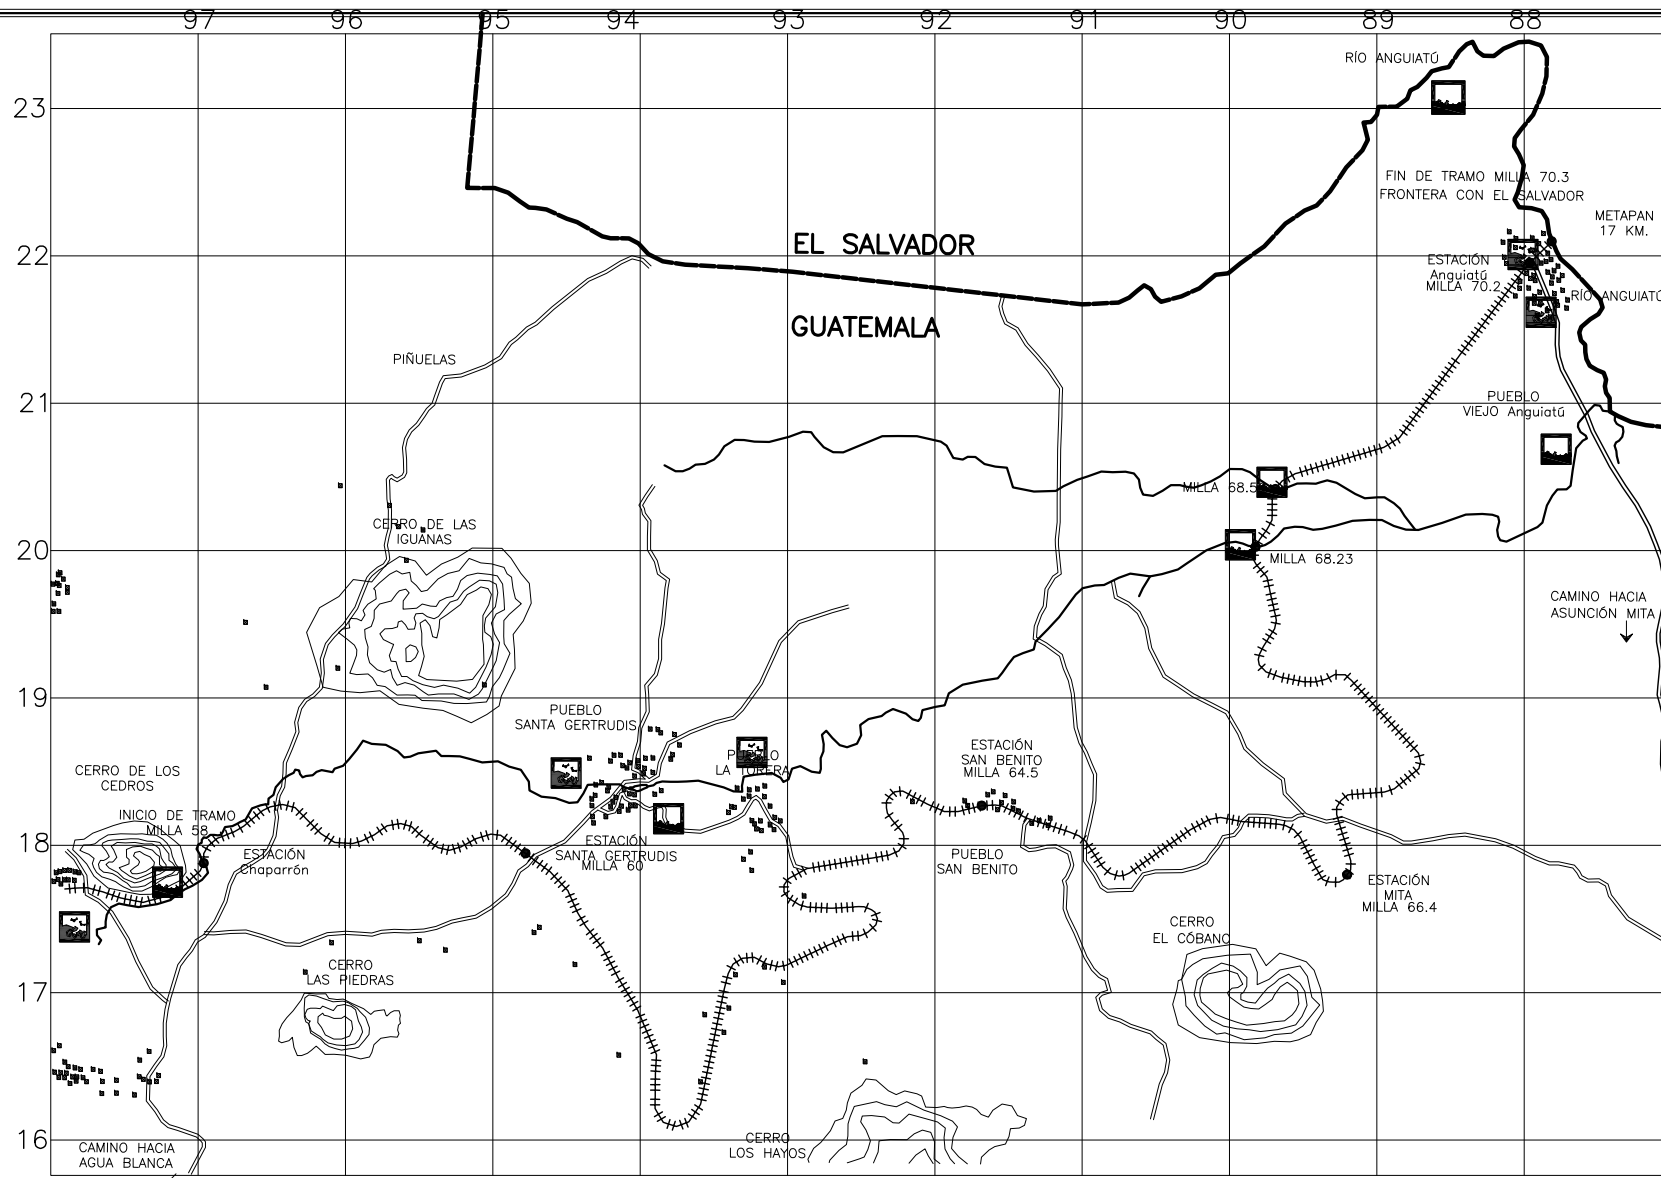 97 96 95 94 93 92 91 90 89 88
RÍO ANGUIATÚ
23
FIN DE TRAMO MILLA 70.3
FRONTERA CON EL SALVADOR
METAPAN
17 KM.
EL SALVADOR
22
ESTACIÓN
Anguiatú
MILLA 70.2
RÍO ANGUIATÚ
GUATEMALA
PIÑUELAS
21
PUEBLO
VIEJO Anguiatú
MILLA 68.5
CERRO DE LAS
IGUANAS
20
MILLA 68.23
CAMINO HACIA
ASUNCIÓN MITA
19
PUEBLO
SANTA GERTRUDIS
ESTACIÓN
SAN BENITO
MILLA 64.5
PUEBLO
LA TORERA
CERRO DE LOS
CEDROS
INICIO DE TRAMO
MILLA 58
18
ESTACIÓN
Chaparrón
ESTACIÓN
SANTA GERTRUDIS
MILLA 60
PUEBLO
SAN BENITO
ESTACIÓN
MITA
MILLA 66.4
CERRO
EL CÓBANO
CERRO
LAS PIEDRAS
17
16
CAMINO HACIA
AGUA BLANCA
CERRO
LOS HAYOS